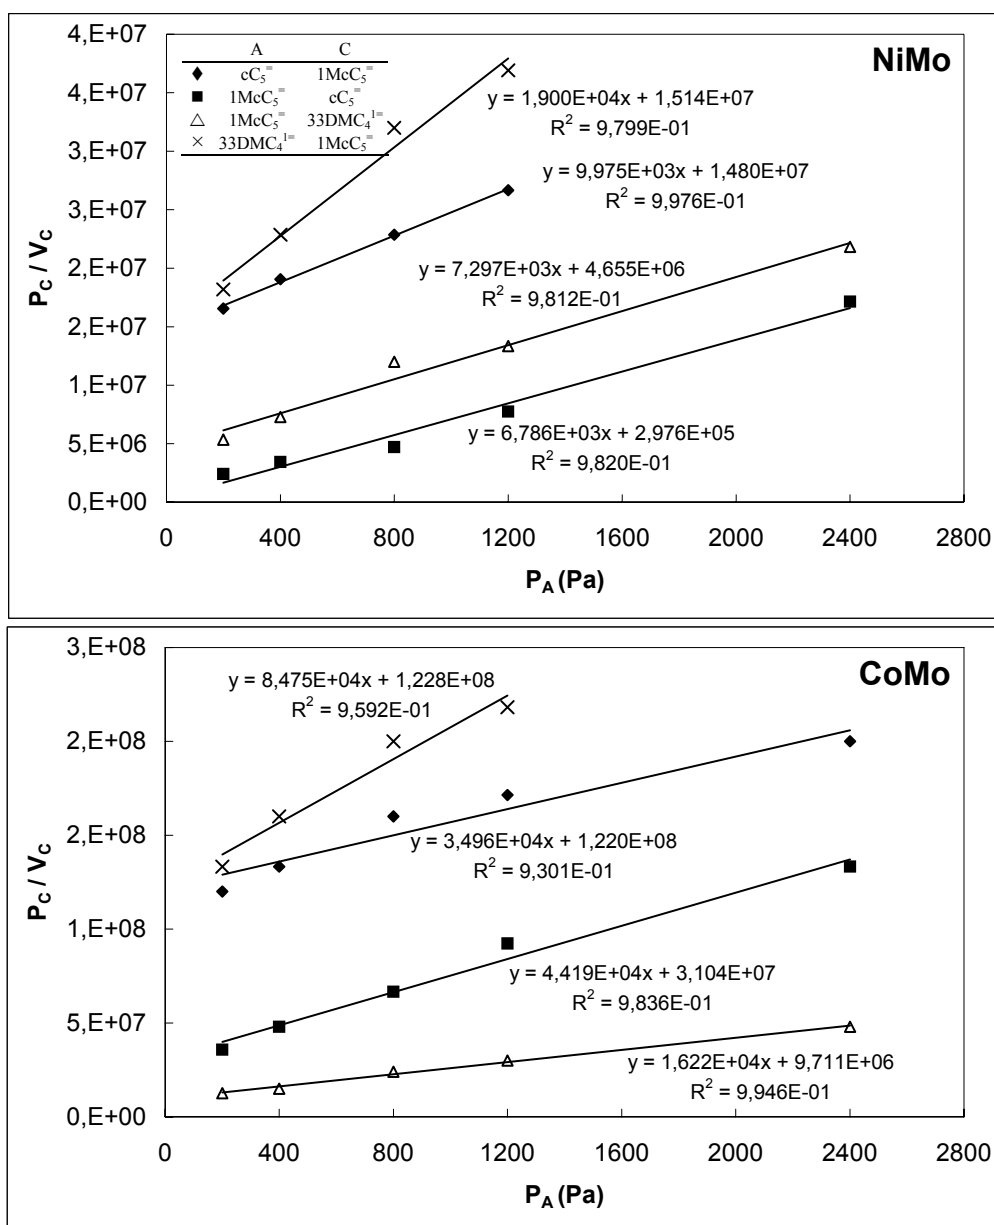 NiMo
4,E+07
4,E+07
3,E+07
3,E+07
2,E+07
2,E+07
1,E+07
5,E+06
0,E+00
P_C / V_C
A C
cC₅⁼ 1McC₅⁼
1McC₅⁼ cC₅⁼
1McC₅⁼ 33DMC₄¹⁼
33DMC₄¹⁼ 1McC₅⁼
y = 1,900E+04x + 1,514E+07
R² = 9,799E-01
y = 9,975E+03x + 1,480E+07
R² = 9,976E-01
y = 7,297E+03x + 4,655E+06
R² = 9,812E-01
y = 6,786E+03x + 2,976E+05
R² = 9,820E-01
0 400 800 1200 1600 2000 2400 2800
P_A (Pa)
CoMo
3,E+08
2,E+08
2,E+08
1,E+08
5,E+07
0,E+00
P_C / V_C
y = 8,475E+04x + 1,228E+08
R² = 9,592E-01
y = 3,496E+04x + 1,220E+08
R² = 9,301E-01
y = 4,419E+04x + 3,104E+07
R² = 9,836E-01
y = 1,622E+04x + 9,711E+06
R² = 9,946E-01
0 400 800 1200 1600 2000 2400 2800
P_A (Pa)